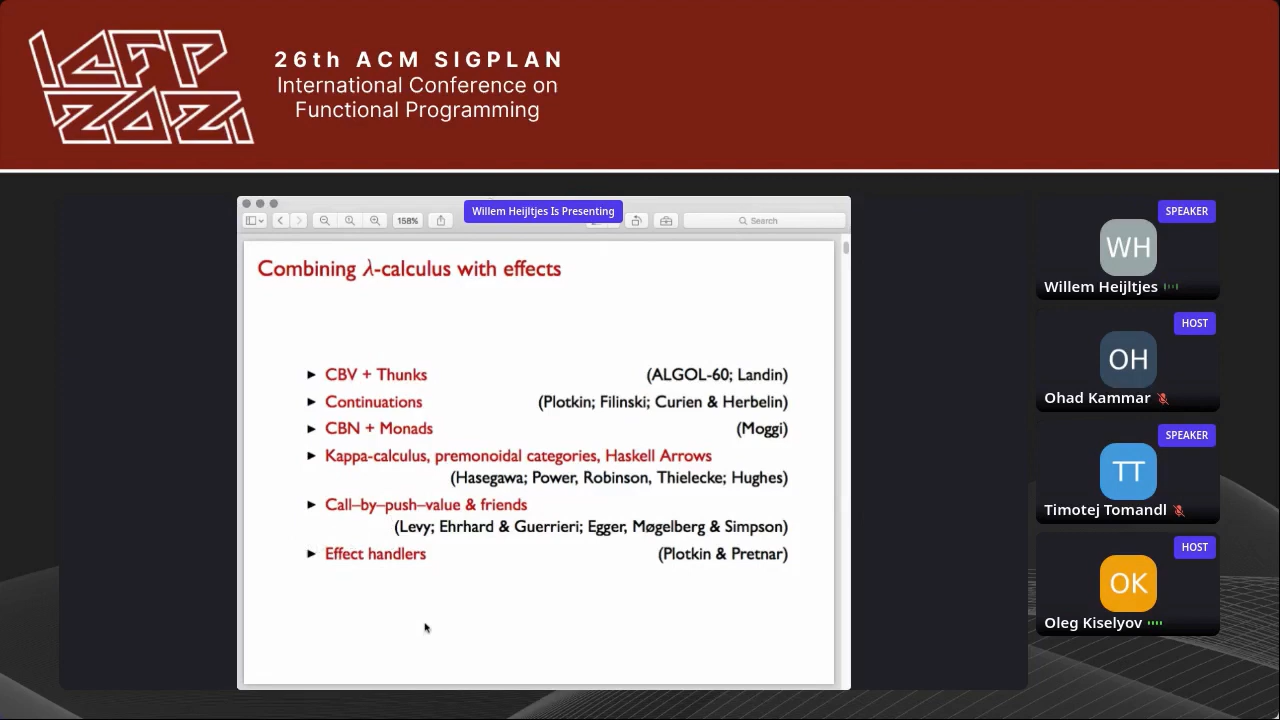 ICFP
2021
26th ACM SIGPLAN
International Conference on
Functional Programming
158%
Willem Heijltjes Is Presenting
Search
Combining λ-calculus with effects
► CBV + Thunks (ALGOL-60; Landin)
► Continuations (Plotkin; Filinski; Curien & Herbelin)
► CBN + Monads (Moggi)
► Kappa-calculus, premonoidal categories, Haskell Arrows
(Hasegawa; Power, Robinson, Thielecke; Hughes)
► Call–by–push–value & friends
(Levy; Ehrhard & Guerrieri; Egger, Møgelberg & Simpson)
► Effect handlers (Plotkin & Pretnar)
SPEAKER
WH
Willem Heijltjes
HOST
OH
Ohad Kammar
SPEAKER
TT
Timotej Tomandl
HOST
OK
Oleg Kiselyov